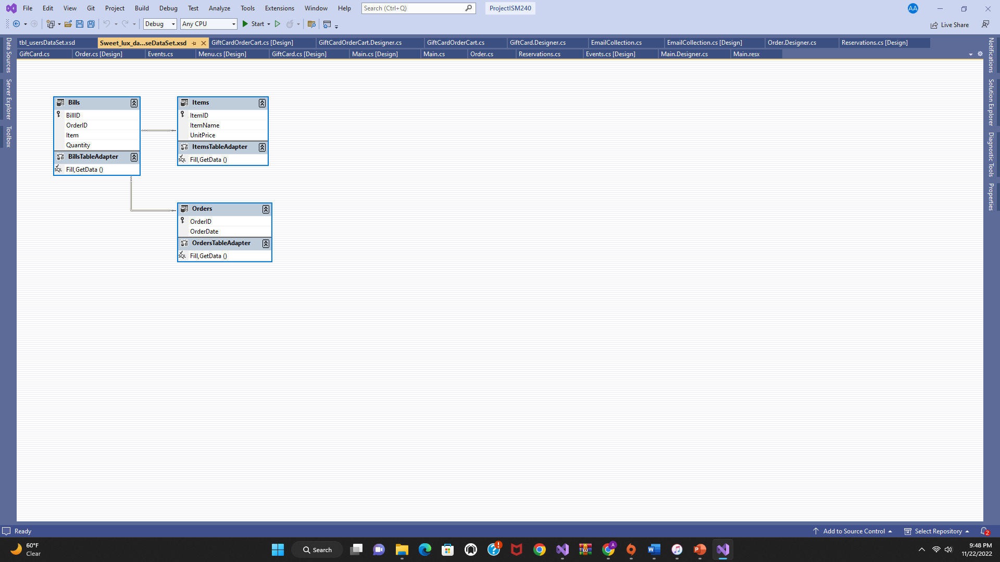 File Edit View Git Project Build Debug Test Analyze Tools Extensions Window Help Search (Ctrl+Q) ProjectISM240 AA
Debug Any CPU Start Live Share
tbl_usersDataSet.xsd Sweet_lux_da...seDataSet.xsd GiftCardOrderCart.cs [Design] GiftCardOrderCart.Designer.cs GiftCardOrderCart.cs GiftCard.Designer.cs EmailCollection.cs EmailCollection.cs [Design] Order.Designer.cs Reservations.cs [Design]
GiftCard.cs Order.cs [Design] Events.cs Menu.cs [Design] GiftCard.cs [Design] Main.cs [Design] Main.cs Order.cs Reservations.cs Events.cs [Design] Main.Designer.cs Main.resx
Data Sources
Server Explorer
Toolbox
Bills
BillID
OrderID
Item
Quantity
BillsTableAdapter
SQL Fill,GetData ()
Items
ItemID
ItemName
UnitPrice
ItemsTableAdapter
SQL Fill,GetData ()
Orders
OrderID
OrderDate
OrdersTableAdapter
SQL Fill,GetData ()
Notifications
Solution Explorer
Diagnostic Tools
Properties
Ready Add to Source Control Select Repository 2
60°F
Clear
Search
A
W
P
9:48 PM
11/22/2022